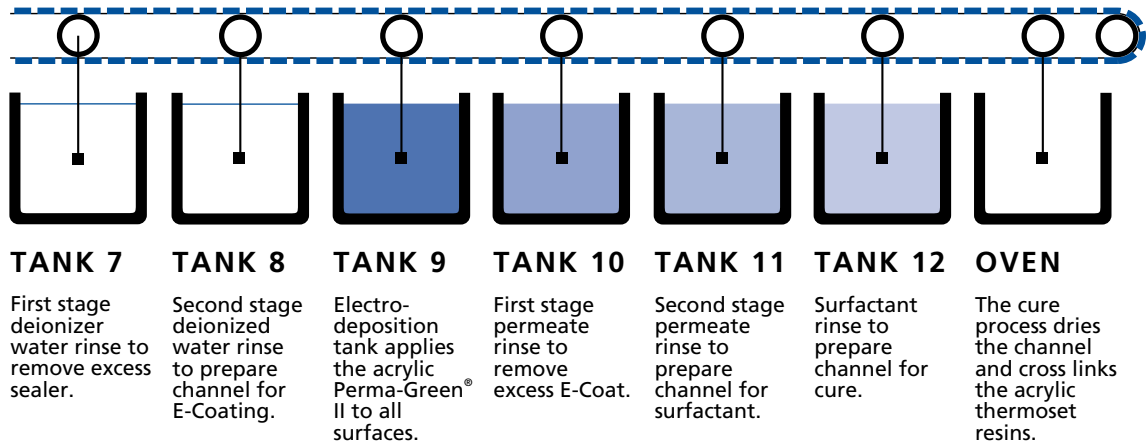 TANK 7
First stage
deionizer
water rinse to
remove excess
sealer.
TANK 8
Second stage
deionized
water rinse
to prepare
channel for
E-Coating.
TANK 9
Electro-
deposition
tank applies
the acrylic
Perma-Green®
II to all
surfaces.
TANK 10
First stage
permeate
rinse to
remove
excess E-Coat.
TANK 11
Second stage
permeate
rinse to
prepare
channel for
surfactant.
TANK 12
Surfactant
rinse to
prepare
channel for
cure.
OVEN
The cure
process dries
the channel
and cross links
the acrylic
thermoset
resins.